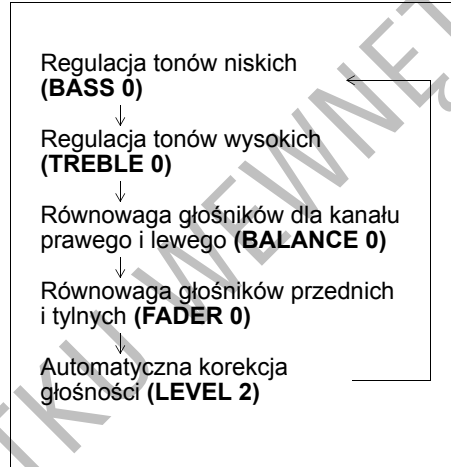 Regulacja tonów niskich
(BASS 0)
Regulacja tonów wysokich
(TREBLE 0)
Równowaga głośników dla kanału
prawego i lewego (BALANCE 0)
Równowaga głośników przednich
i tylnych (FADER 0)
Automatyczna korekcja
głośności (LEVEL 2)